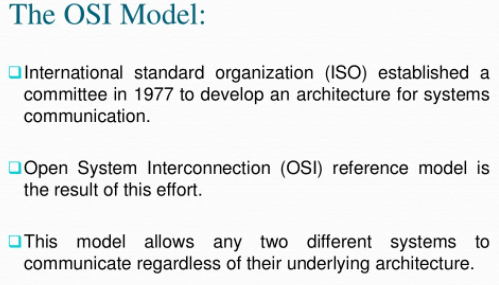 The OSI Model:
International standard organization (ISO) established a
committee in 1977 to develop an architecture for systems
communication.
Open System Interconnection (OSI) reference model is
the result of this effort.
This model allows any two different systems to
communicate regardless of their underlying architecture.